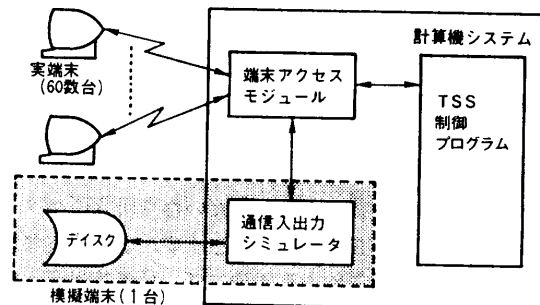 計算機システム
実端末
(60数台)
端末アクセス
モジュール
TSS
制御
プログラム
デイスク
通信入出力
シミュレータ
模擬端末(1台)